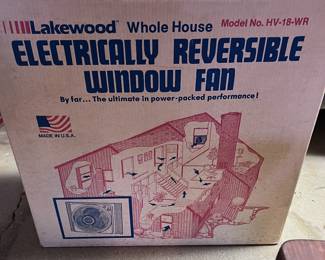 Lakewood Whole House Model No. HV-18-WR
ELECTRICALLY REVERSIBLE
WINDOW FAN
By far... The ultimate in power-packed performance!
MADE IN U.S.A.